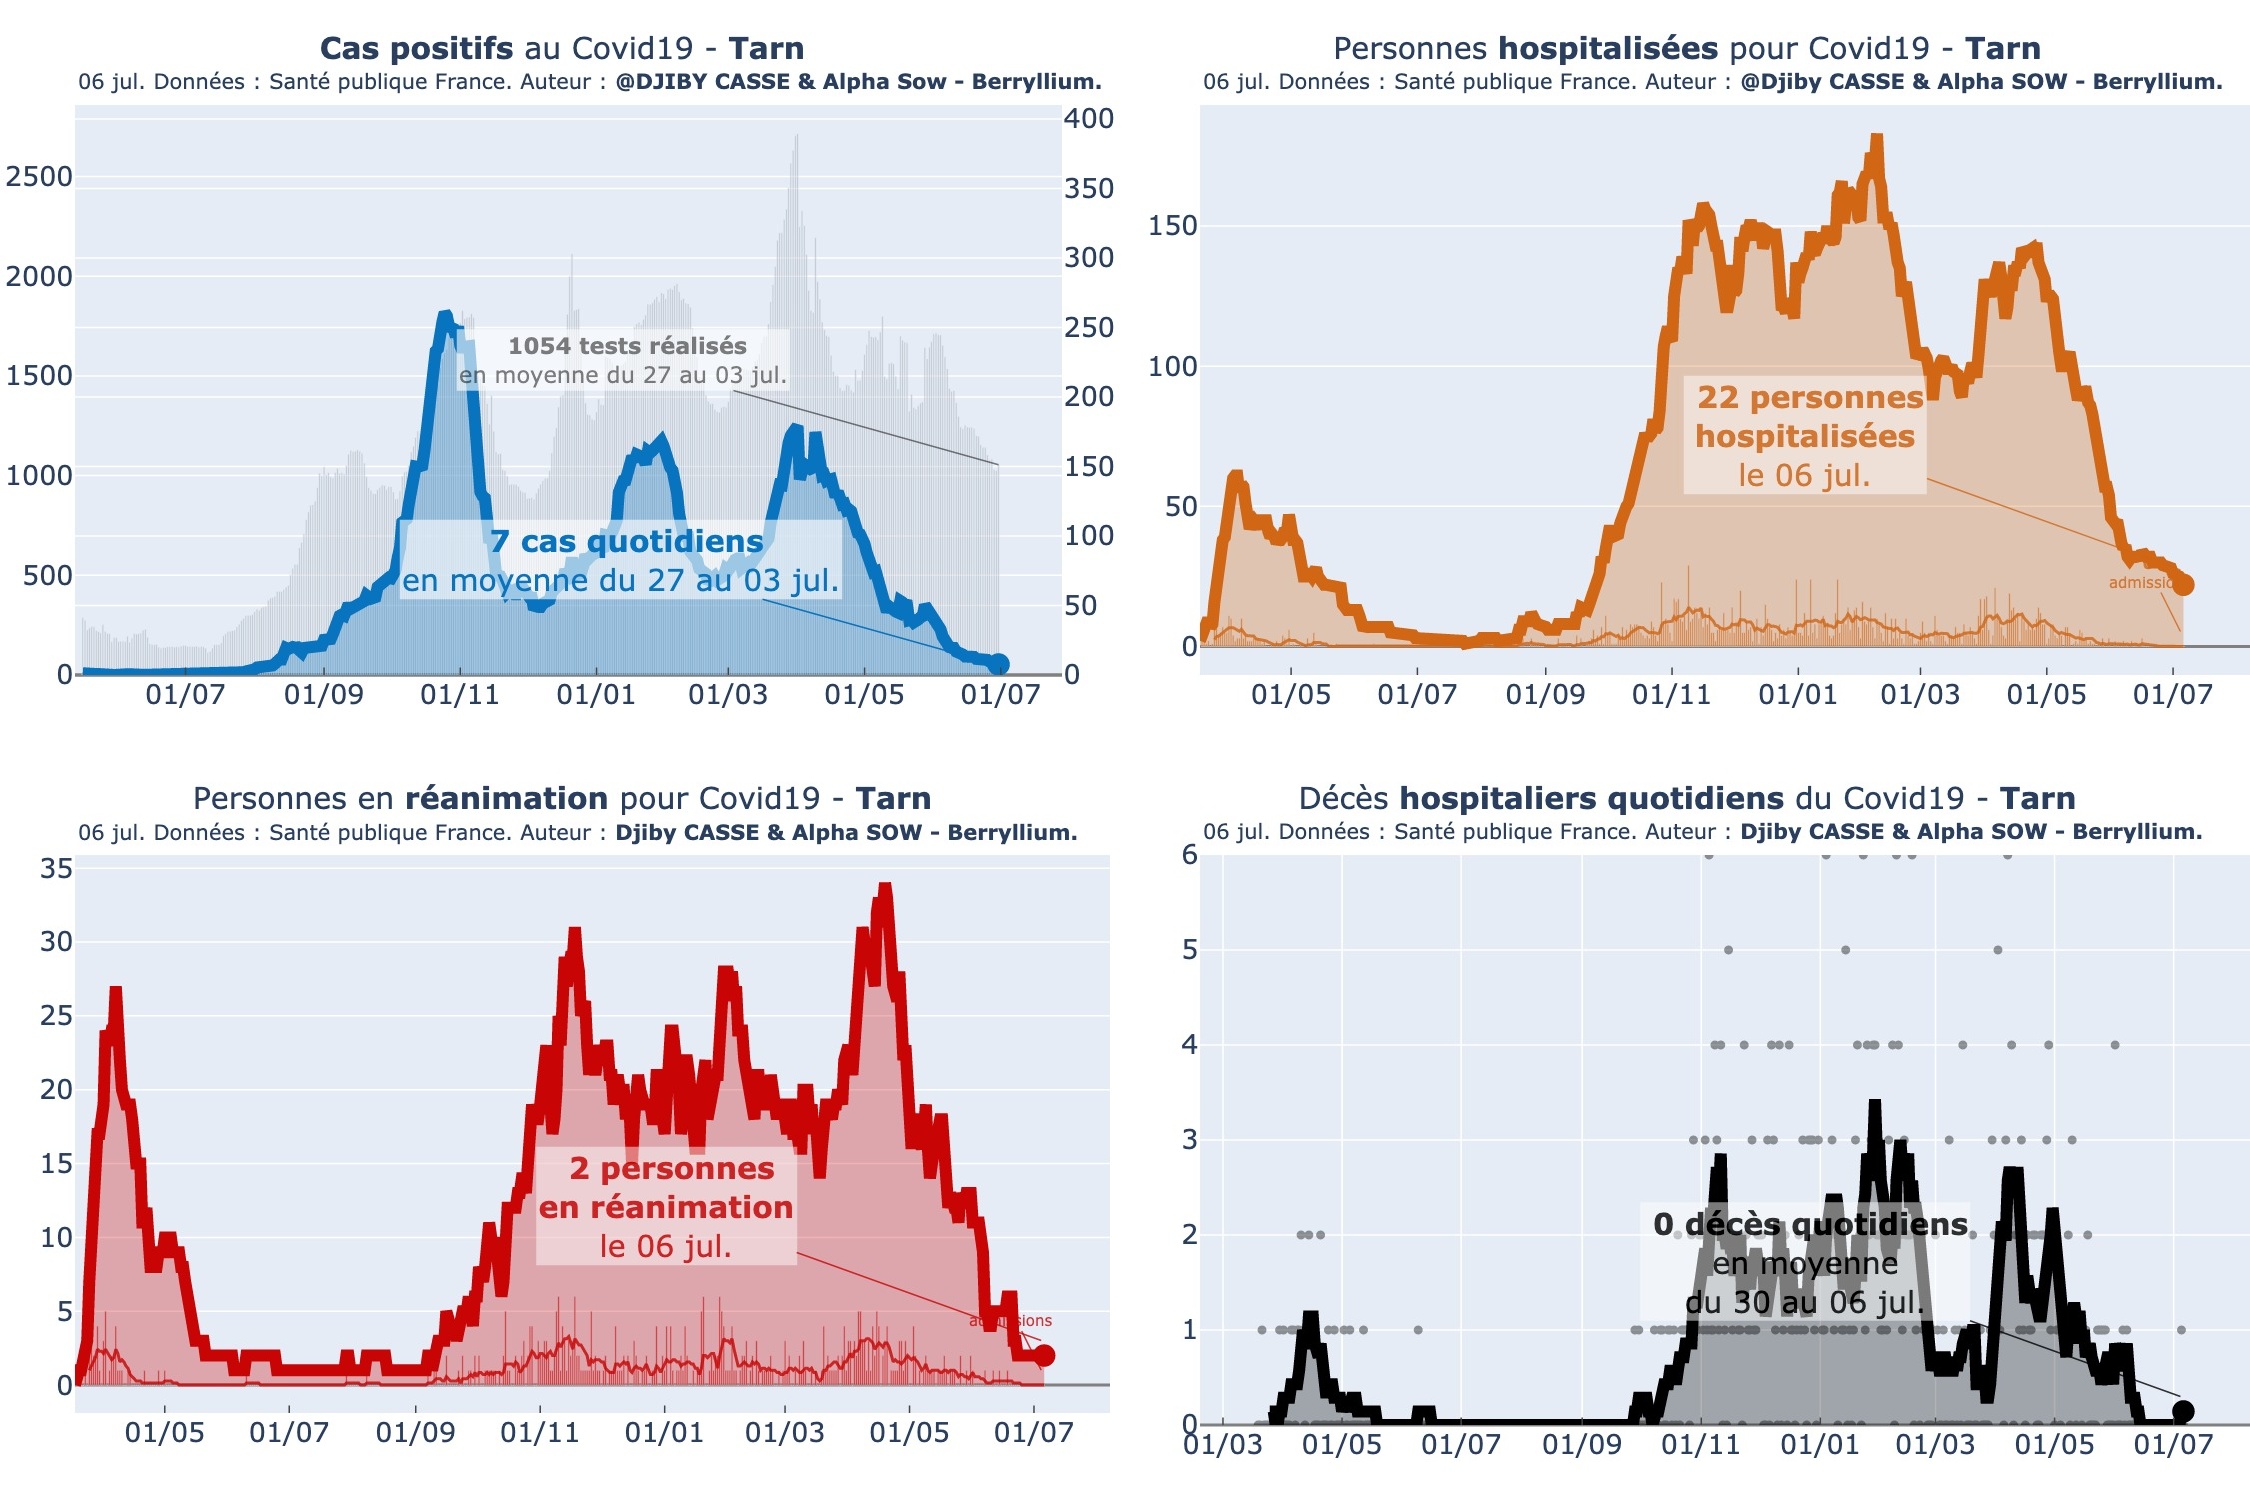 Cas positifs au Covid19 - Tarn
06 jul. Données : Santé publique France. Auteur : @DJIBY CASSE & Alpha Sow - Berryllium.
400
350
300
250
200
150
100
50
0
2500
2000
1500
1000
500
0
1054 tests réalisés
en moyenne du 27 au 03 jul.
7 cas quotidiens
en moyenne du 27 au 03 jul.
01/07 01/09 01/11 01/01 01/03 01/05 01/07
Personnes hospitalisées pour Covid19 - Tarn
06 jul. Données : Santé publique France. Auteur : @Djiby CASSE & Alpha SOW - Berryllium.
150
100
50
0
22 personnes
hospitalisées
le 06 jul.
01/05 01/07 01/09 01/11 01/01 01/03 01/05 01/07
Personnes en réanimation pour Covid19 - Tarn
06 jul. Données : Santé publique France. Auteur : Djiby CASSE & Alpha SOW - Berryllium.
35
30
25
20
15
10
5
0
2 personnes
en réanimation
le 06 jul.
admissions
01/05 01/07 01/09 01/11 01/01 01/03 01/05 01/07
Décès hospitaliers quotidiens du Covid19 - Tarn
06 jul. Données : Santé publique France. Auteur : Djiby CASSE & Alpha SOW - Berryllium.
6
5
4
3
2
1
0
0 décès quotidiens
en moyenne
du 30 au 06 jul.
01/03 01/05 01/07 01/09 01/11 01/01 01/03 01/05 01/07